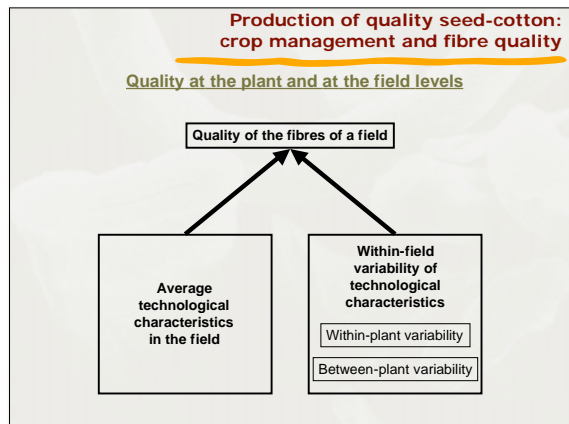 Production of quality seed-cotton:
crop management and fibre quality
Quality at the plant and at the field levels
Quality of the fibres of a field
Average
technological
characteristics
in the field
Within-field
variability of
technological
characteristics
Within-plant variability
Between-plant variability